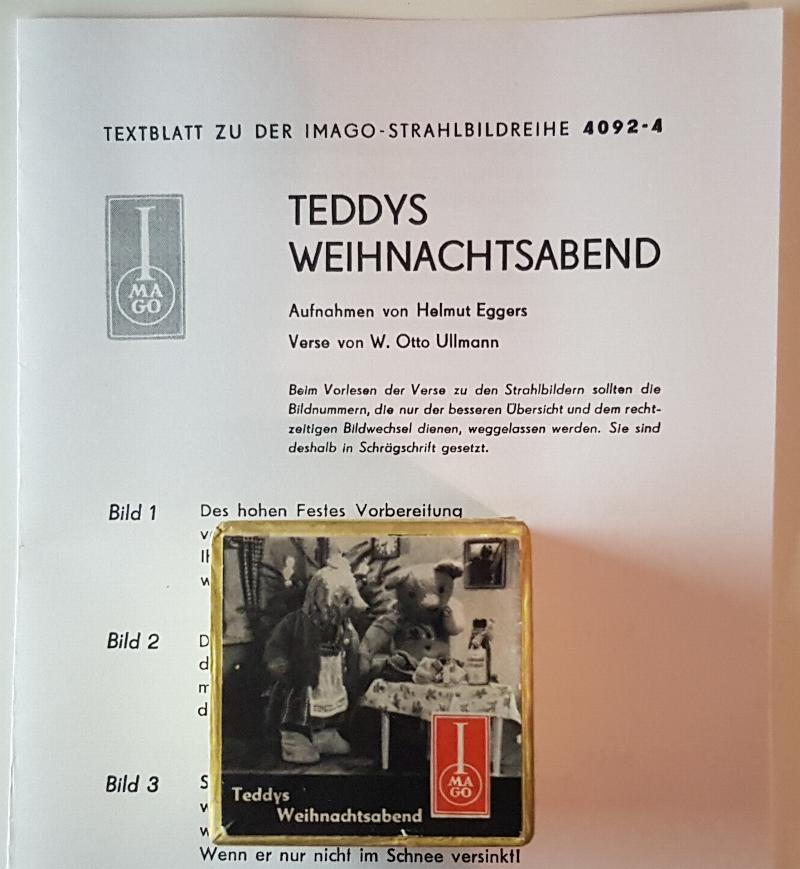 TEXTBLATT ZU DER IMAGO-STRAHLBILDREIHE 4092-4
I
MA
GO
TEDDYS
WEIHNACHTSABEND
Aufnahmen von Helmut Eggers
Verse von W. Otto Ullmann
Beim Vorlesen der Verse zu den Strahlbildern sollten die
Bildnummern, die nur der besseren Übersicht und dem recht-
zeitigen Bildwechsel dienen, weggelassen werden. Sie sind
deshalb in Schrägschrift gesetzt.
Bild 1 Des hohen Festes Vorbereitung
Bild 2
Bild 3
Wenn er nur nicht im Schnee versinkt!
I
MA
GO
Teddys
Weihnachtsabend